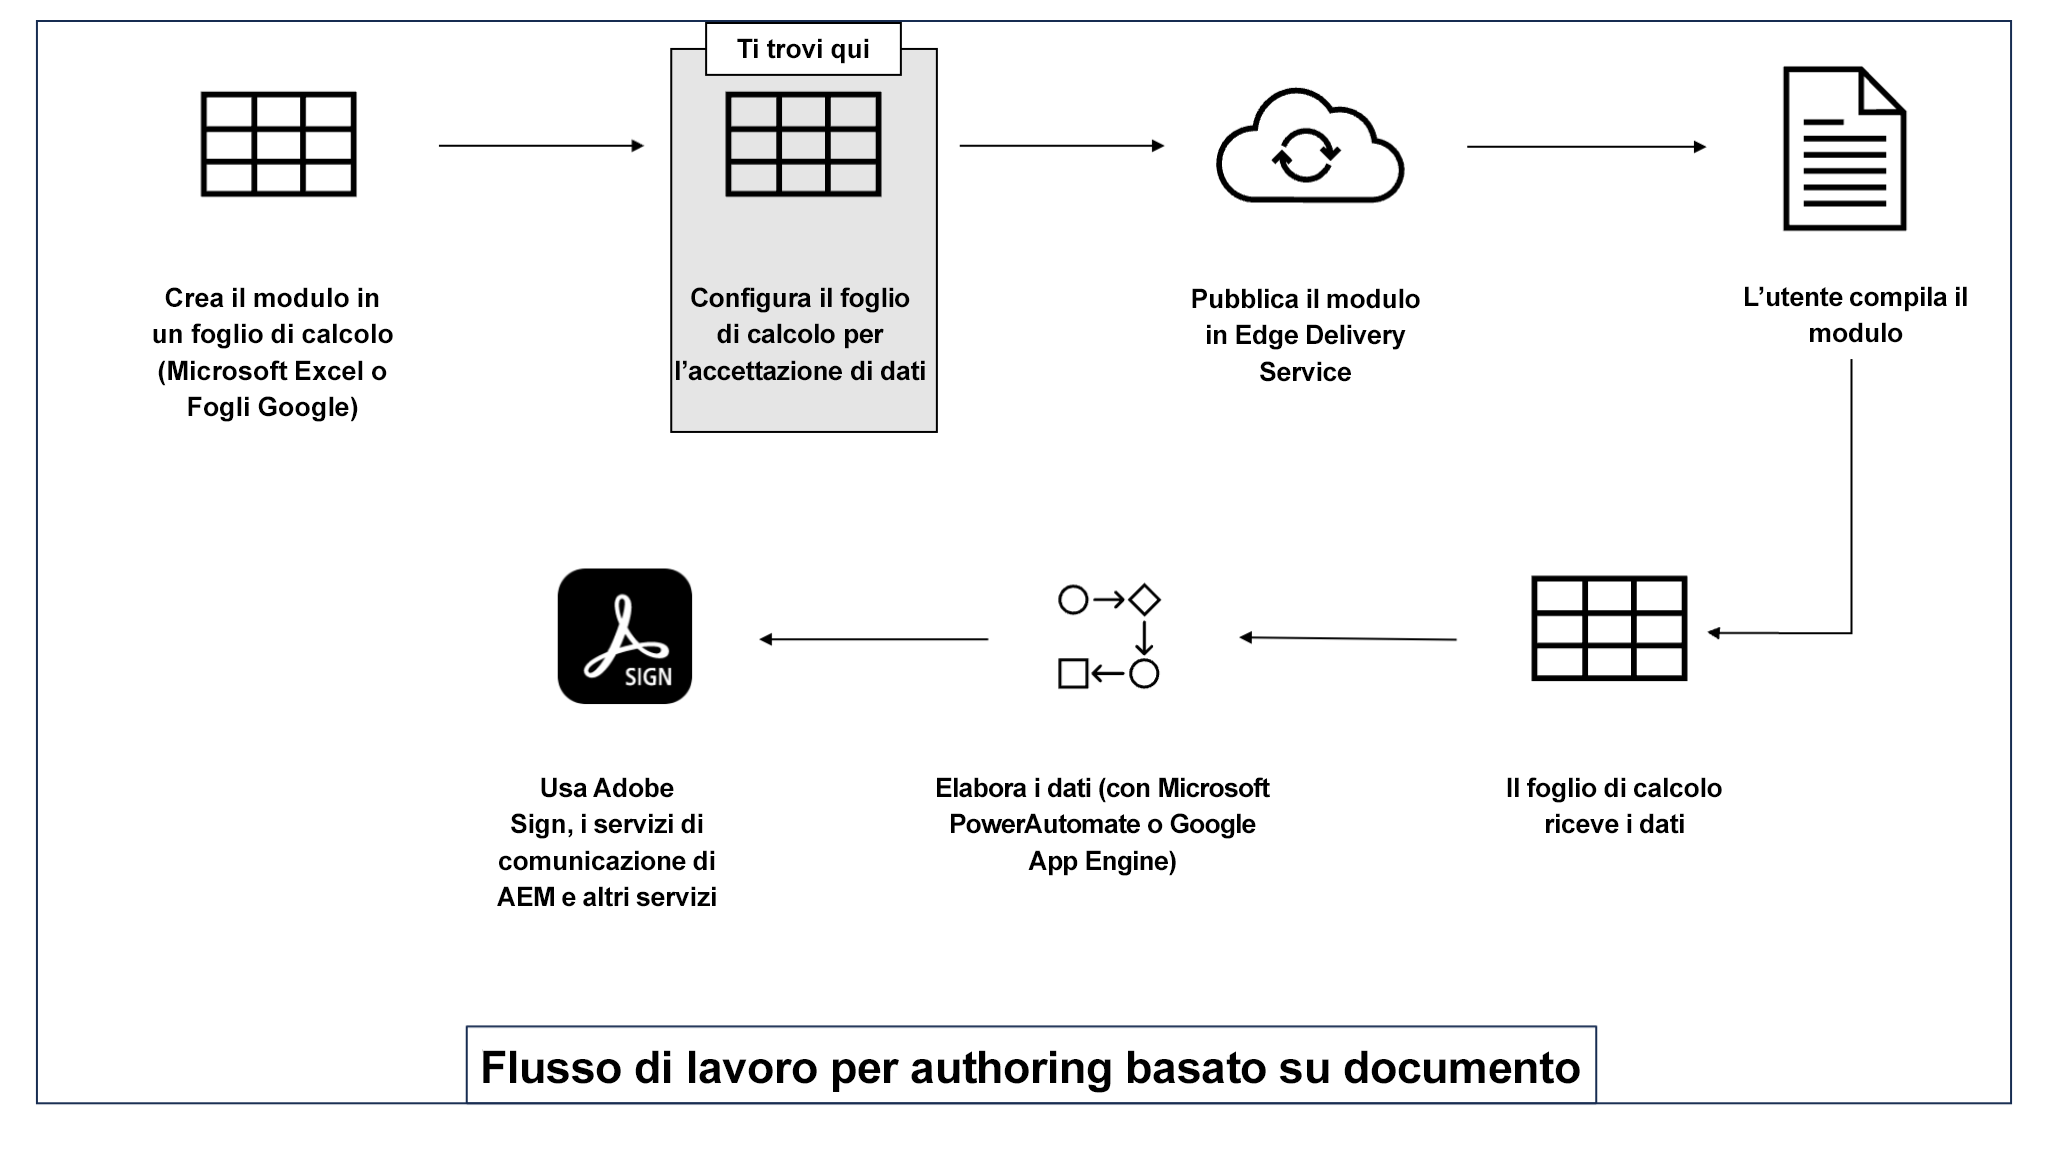 Ti trovi qui
Crea il modulo in
un foglio di calcolo
(Microsoft Excel o
Fogli Google)
Configura il foglio
di calcolo per
l’accettazione di dati
Pubblica il modulo
in Edge Delivery
Service
L’utente compila il
modulo
SIGN
Usa Adobe
Sign, i servizi di
comunicazione di
AEM e altri servizi
Elabora i dati (con Microsoft
PowerAutomate o Google
App Engine)
Il foglio di calcolo
riceve i dati
Flusso di lavoro per authoring basato su documento